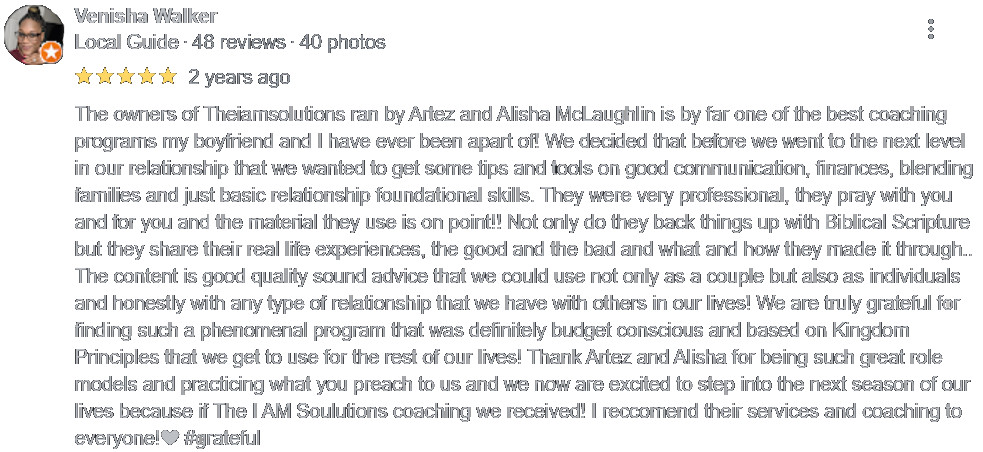 Venisha Walker
Local Guide · 48 reviews · 40 photos
2 years ago
The owners of Theiamsolutions ran by Artez and Alisha McLaughlin is by far one of the best coaching
programs my boyfriend and I have ever been apart of! We decided that before we went to the next level
in our relationship that we wanted to get some tips and tools on good communication, finances, blending
families and just basic relationship foundational skills. They were very professional, they pray with you
and for you and the material they use is on point!! Not only do they back things up with Biblical Scripture
but they share their real life experiences, the good and the bad and what and how they made it through..
The content is good quality sound advice that we could use not only as a couple but also as individuals
and honestly with any type of relationship that we have with others in our lives! We are truly grateful for
finding such a phenomenal program that was definitely budget conscious and based on Kingdom
Principles that we get to use for the rest of our lives! Thank Artez and Alisha for being such great role
models and practicing what you preach to us and we now are excited to step into the next season of our
lives because if The I AM Soulutions coaching we received! I reccomend their services and coaching to
everyone!🤍 #grateful